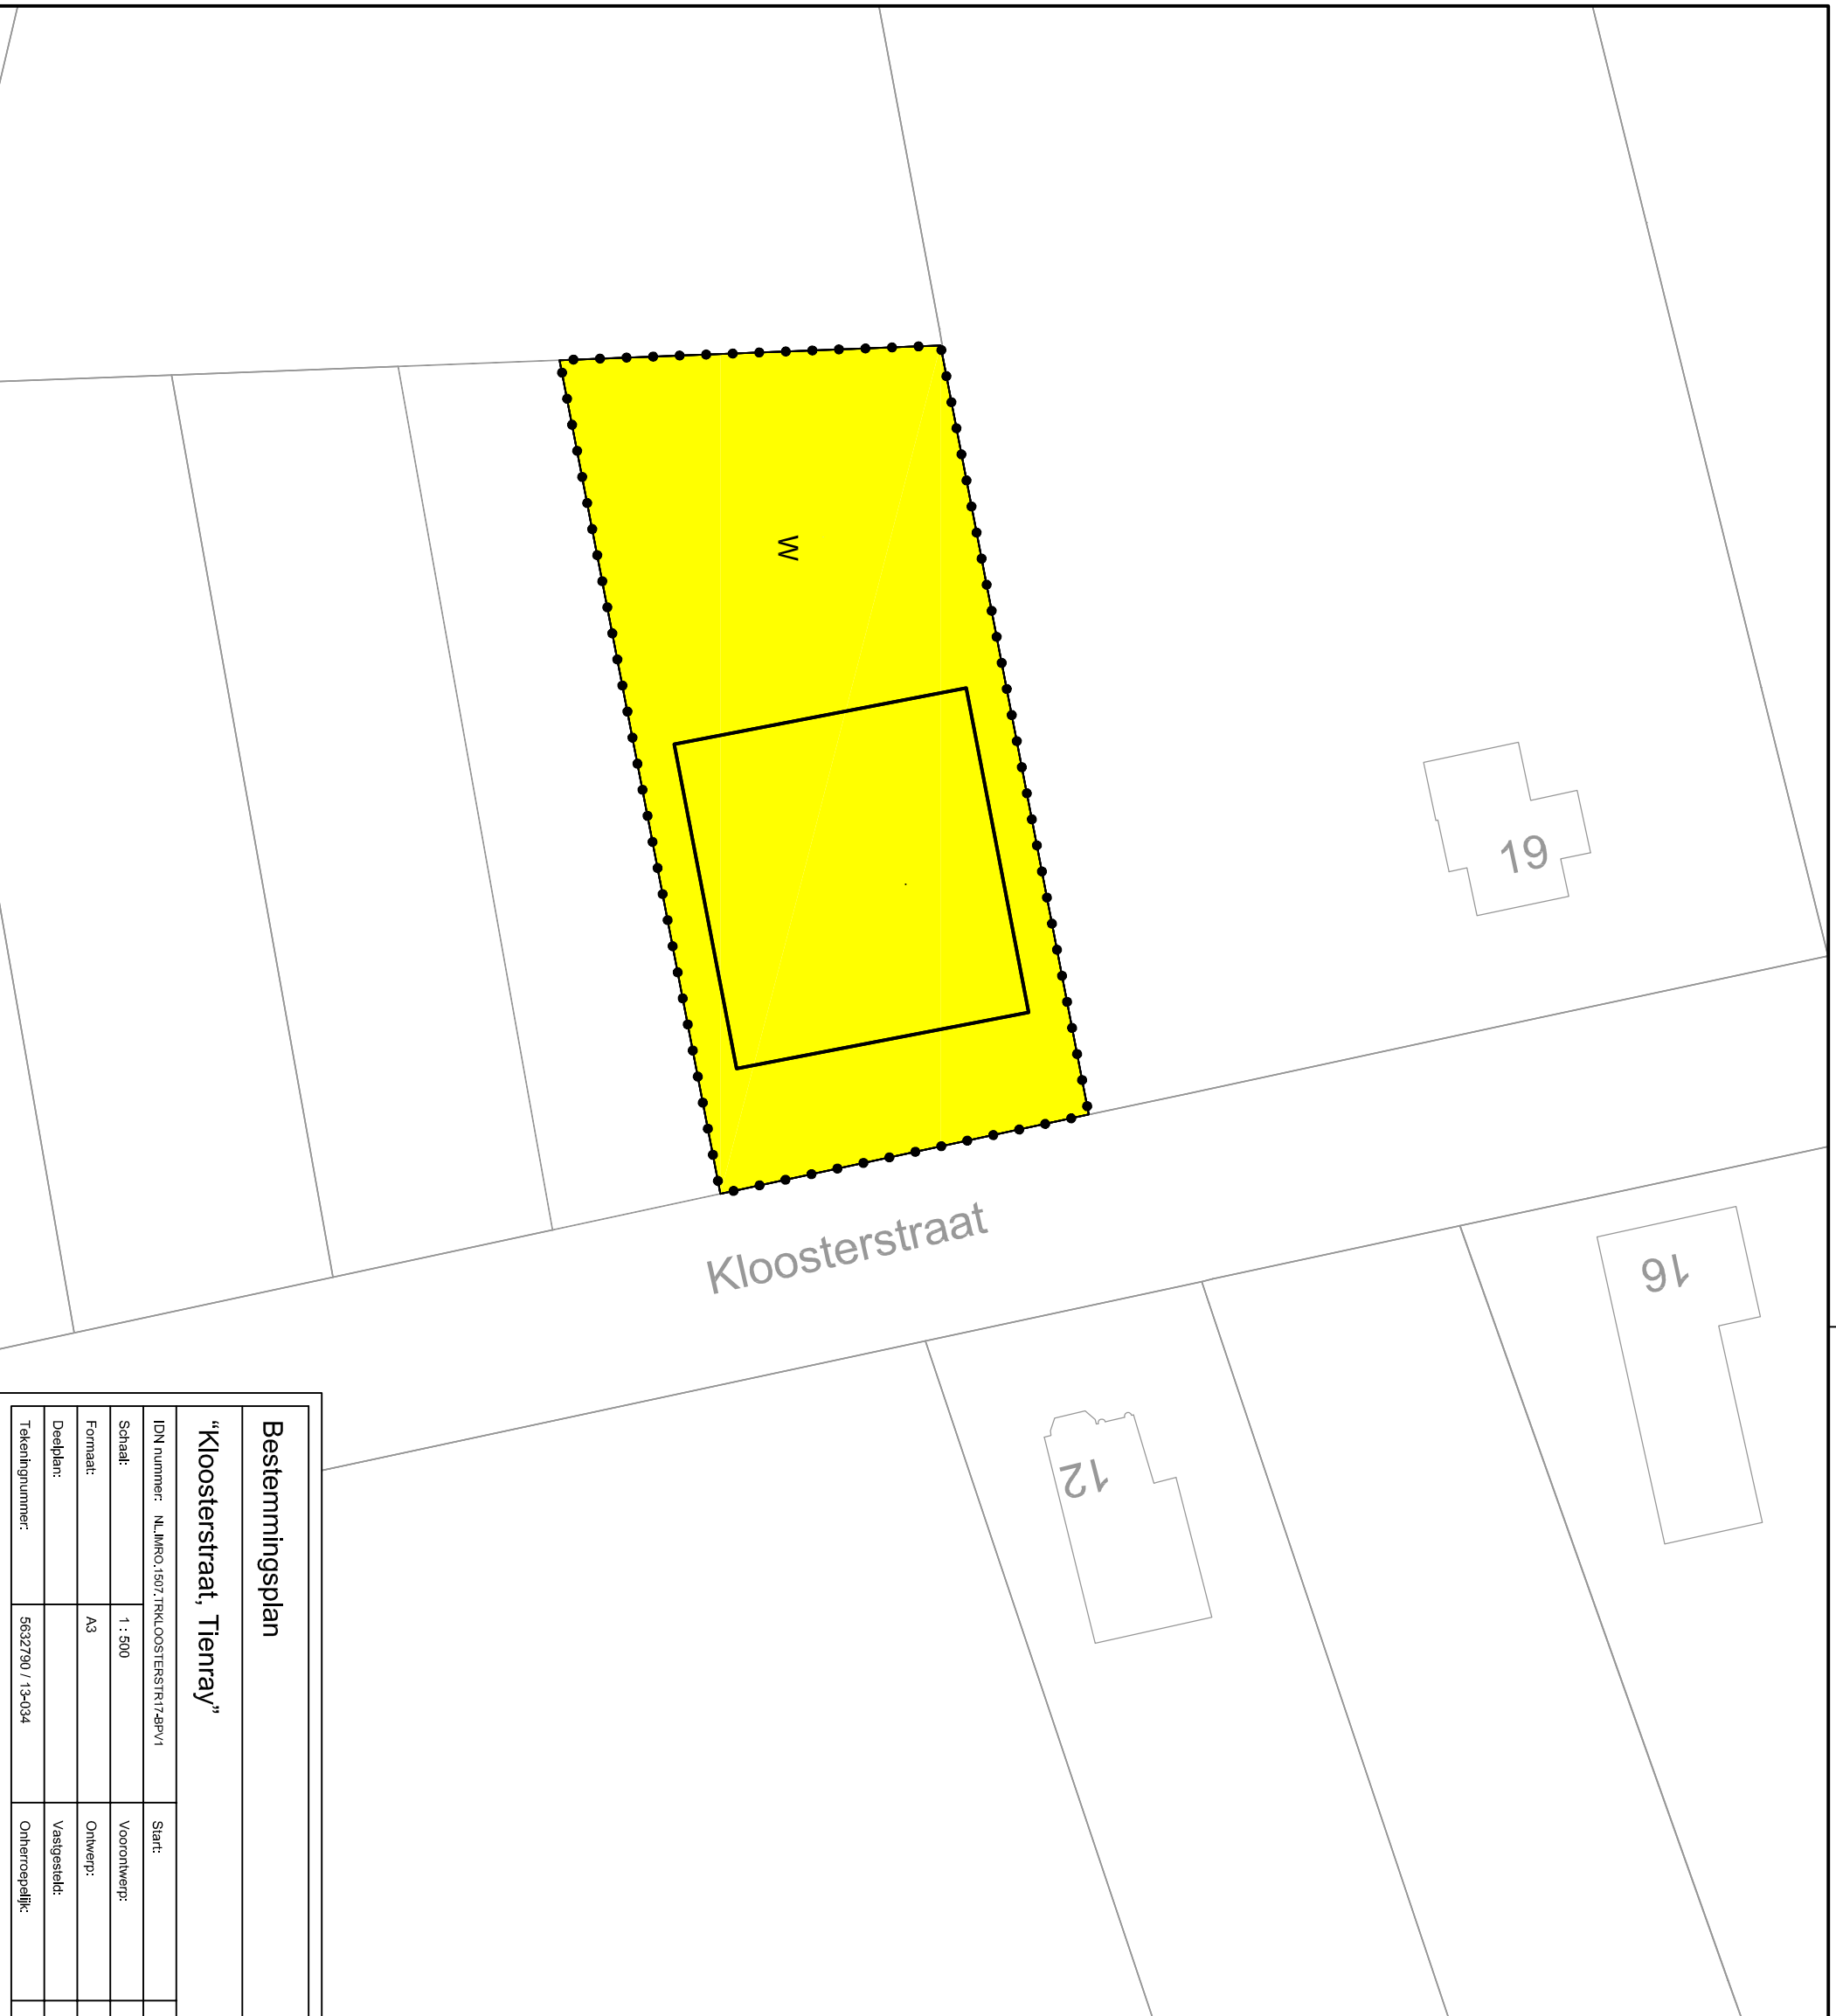 W
19
Kloosterstraat
16
12
Bestemmingsplan
“Kloosterstraat, Tienray”
IDN nummer: NL.IMRO.1507.TRKLOOSTERSTR17-BPV1 Start:
Schaal: 1 : 500 Voorontwerp:
Formaat: A3 Ontwerp:
Deelplan: Vastgesteld:
Tekeningnummer: 5632790 / 13-034 Onherroepelijk: